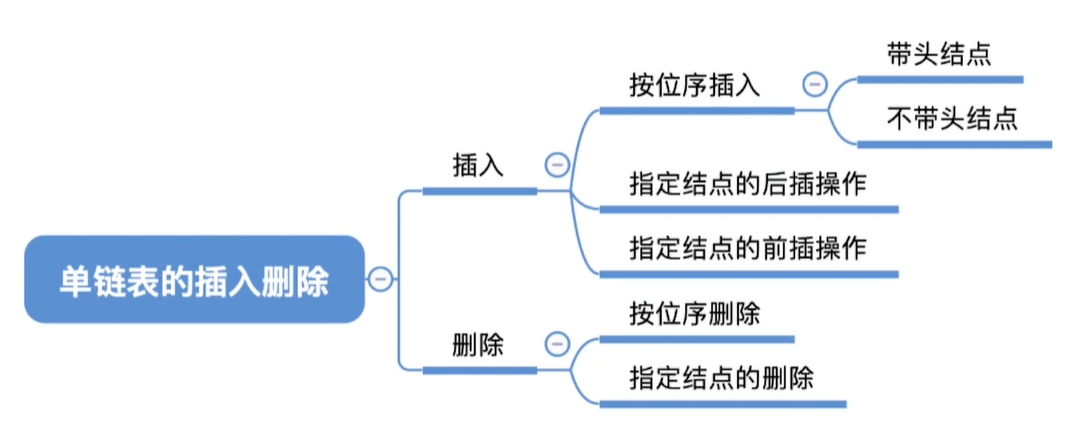 单链表的插入删除
插入
按位序插入
带头结点
不带头结点
指定结点的后插操作
指定结点的前插操作
删除
按位序删除
指定结点的删除